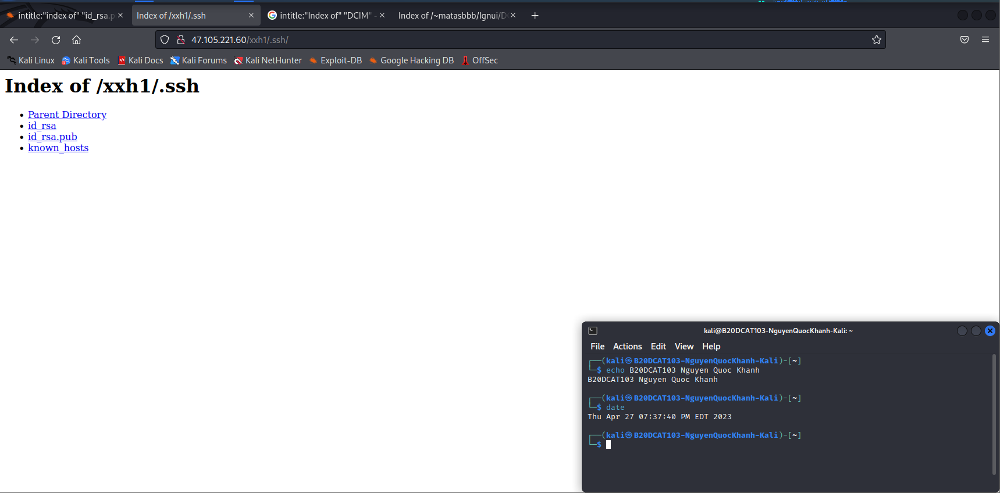 intitle:"index of" "id_rsa.p
Index of /xxh1/.ssh
intitle:"Index of" "DCIM" -
Index of /~matasbbb/Ignui/D
47.105.221.60/xxh1/.ssh/
Kali Linux Kali Tools Kali Docs Kali Forums Kali NetHunter Exploit-DB Google Hacking DB OffSec
Index of /xxh1/.ssh
Parent Directory
id_rsa
id_rsa.pub
known_hosts
kali@B20DCAT103-NguyenQuocKhanh-Kali: ~
File Actions Edit View Help
┌──(kali㉿B20DCAT103-NguyenQuocKhanh-Kali)-[~]
└─$ echo B20DCAT103 Nguyen Quoc Khanh
B20DCAT103 Nguyen Quoc Khanh
┌──(kali㉿B20DCAT103-NguyenQuocKhanh-Kali)-[~]
└─$ date
Thu Apr 27 07:37:40 PM EDT 2023
┌──(kali㉿B20DCAT103-NguyenQuocKhanh-Kali)-[~]
└─$